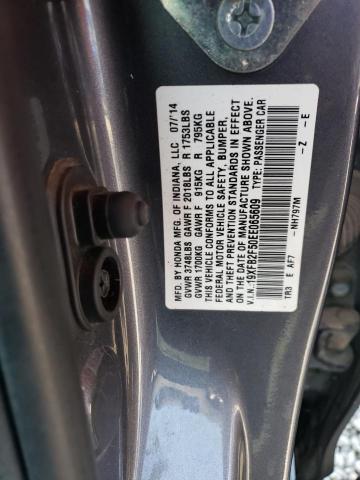 MFD. BY HONDA MFG. OF INDIANA, LLC 07/'14
GVWR 3748LBS GAWR F 2018LBS R 1753LBS
GVWR 1700KG GAWR F 915KG R 795KG
THIS VEHICLE CONFORMS TO ALL APPLICABLE
FEDERAL MOTOR VEHICLE SAFETY, BUMPER,
AND THEFT PREVENTION STANDARDS IN EFFECT
ON THE DATE OF MANUFACTURE SHOWN ABOVE.
V.I.N.:19XFB2F50EE065609 TYPE: PASSENGER CAR
-NH797M -Z -E
TR3 E AF7